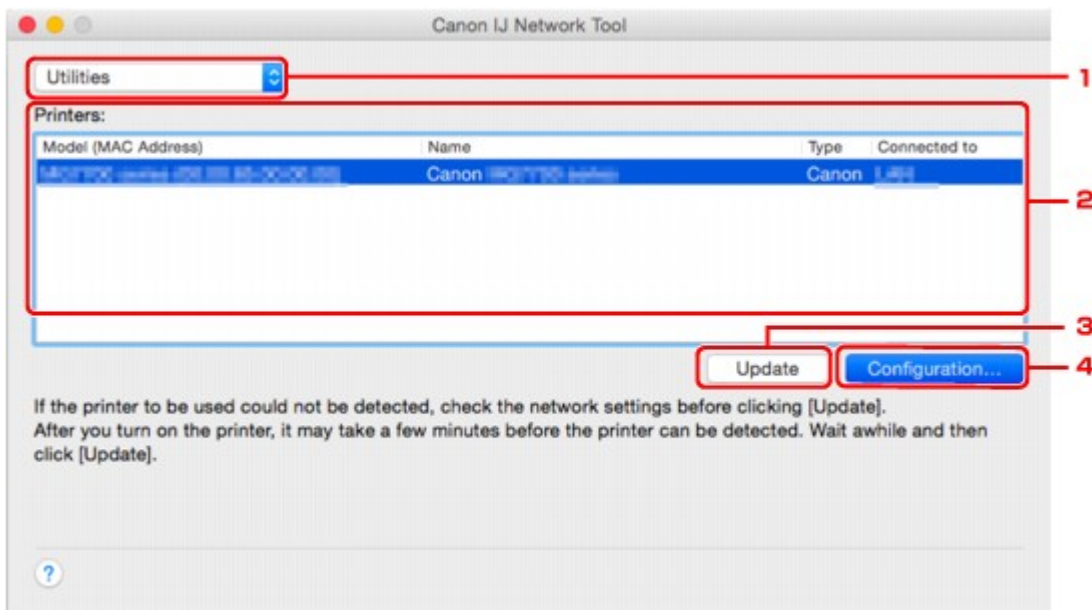 Canon IJ Network Tool
Utilities
1
Printers:
Model (MAC Address) Name Type Connected to
Canon Canon
2
3
Update Configuration... 4
If the printer to be used could not be detected, check the network settings before clicking [Update].
After you turn on the printer, it may take a few minutes before the printer can be detected. Wait awhile and then
click [Update].
?